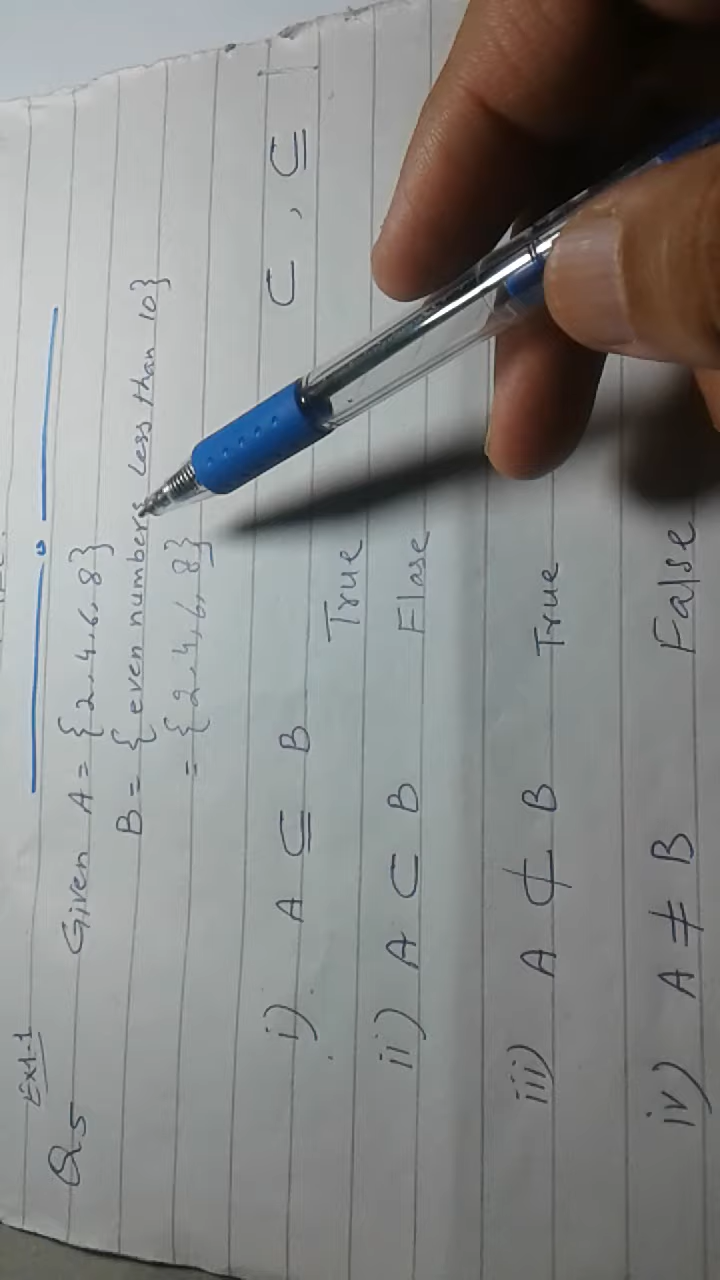 Ex1.1
Q5 Given A = {2,4,6,8}
B = {even numbers less than 10}
= {2,4,6,8}
⊂ , ⊆
i) A ⊆ B True
ii) A ⊂ B Flase
iii) A ⊄ B True
iv) A ≠ B False